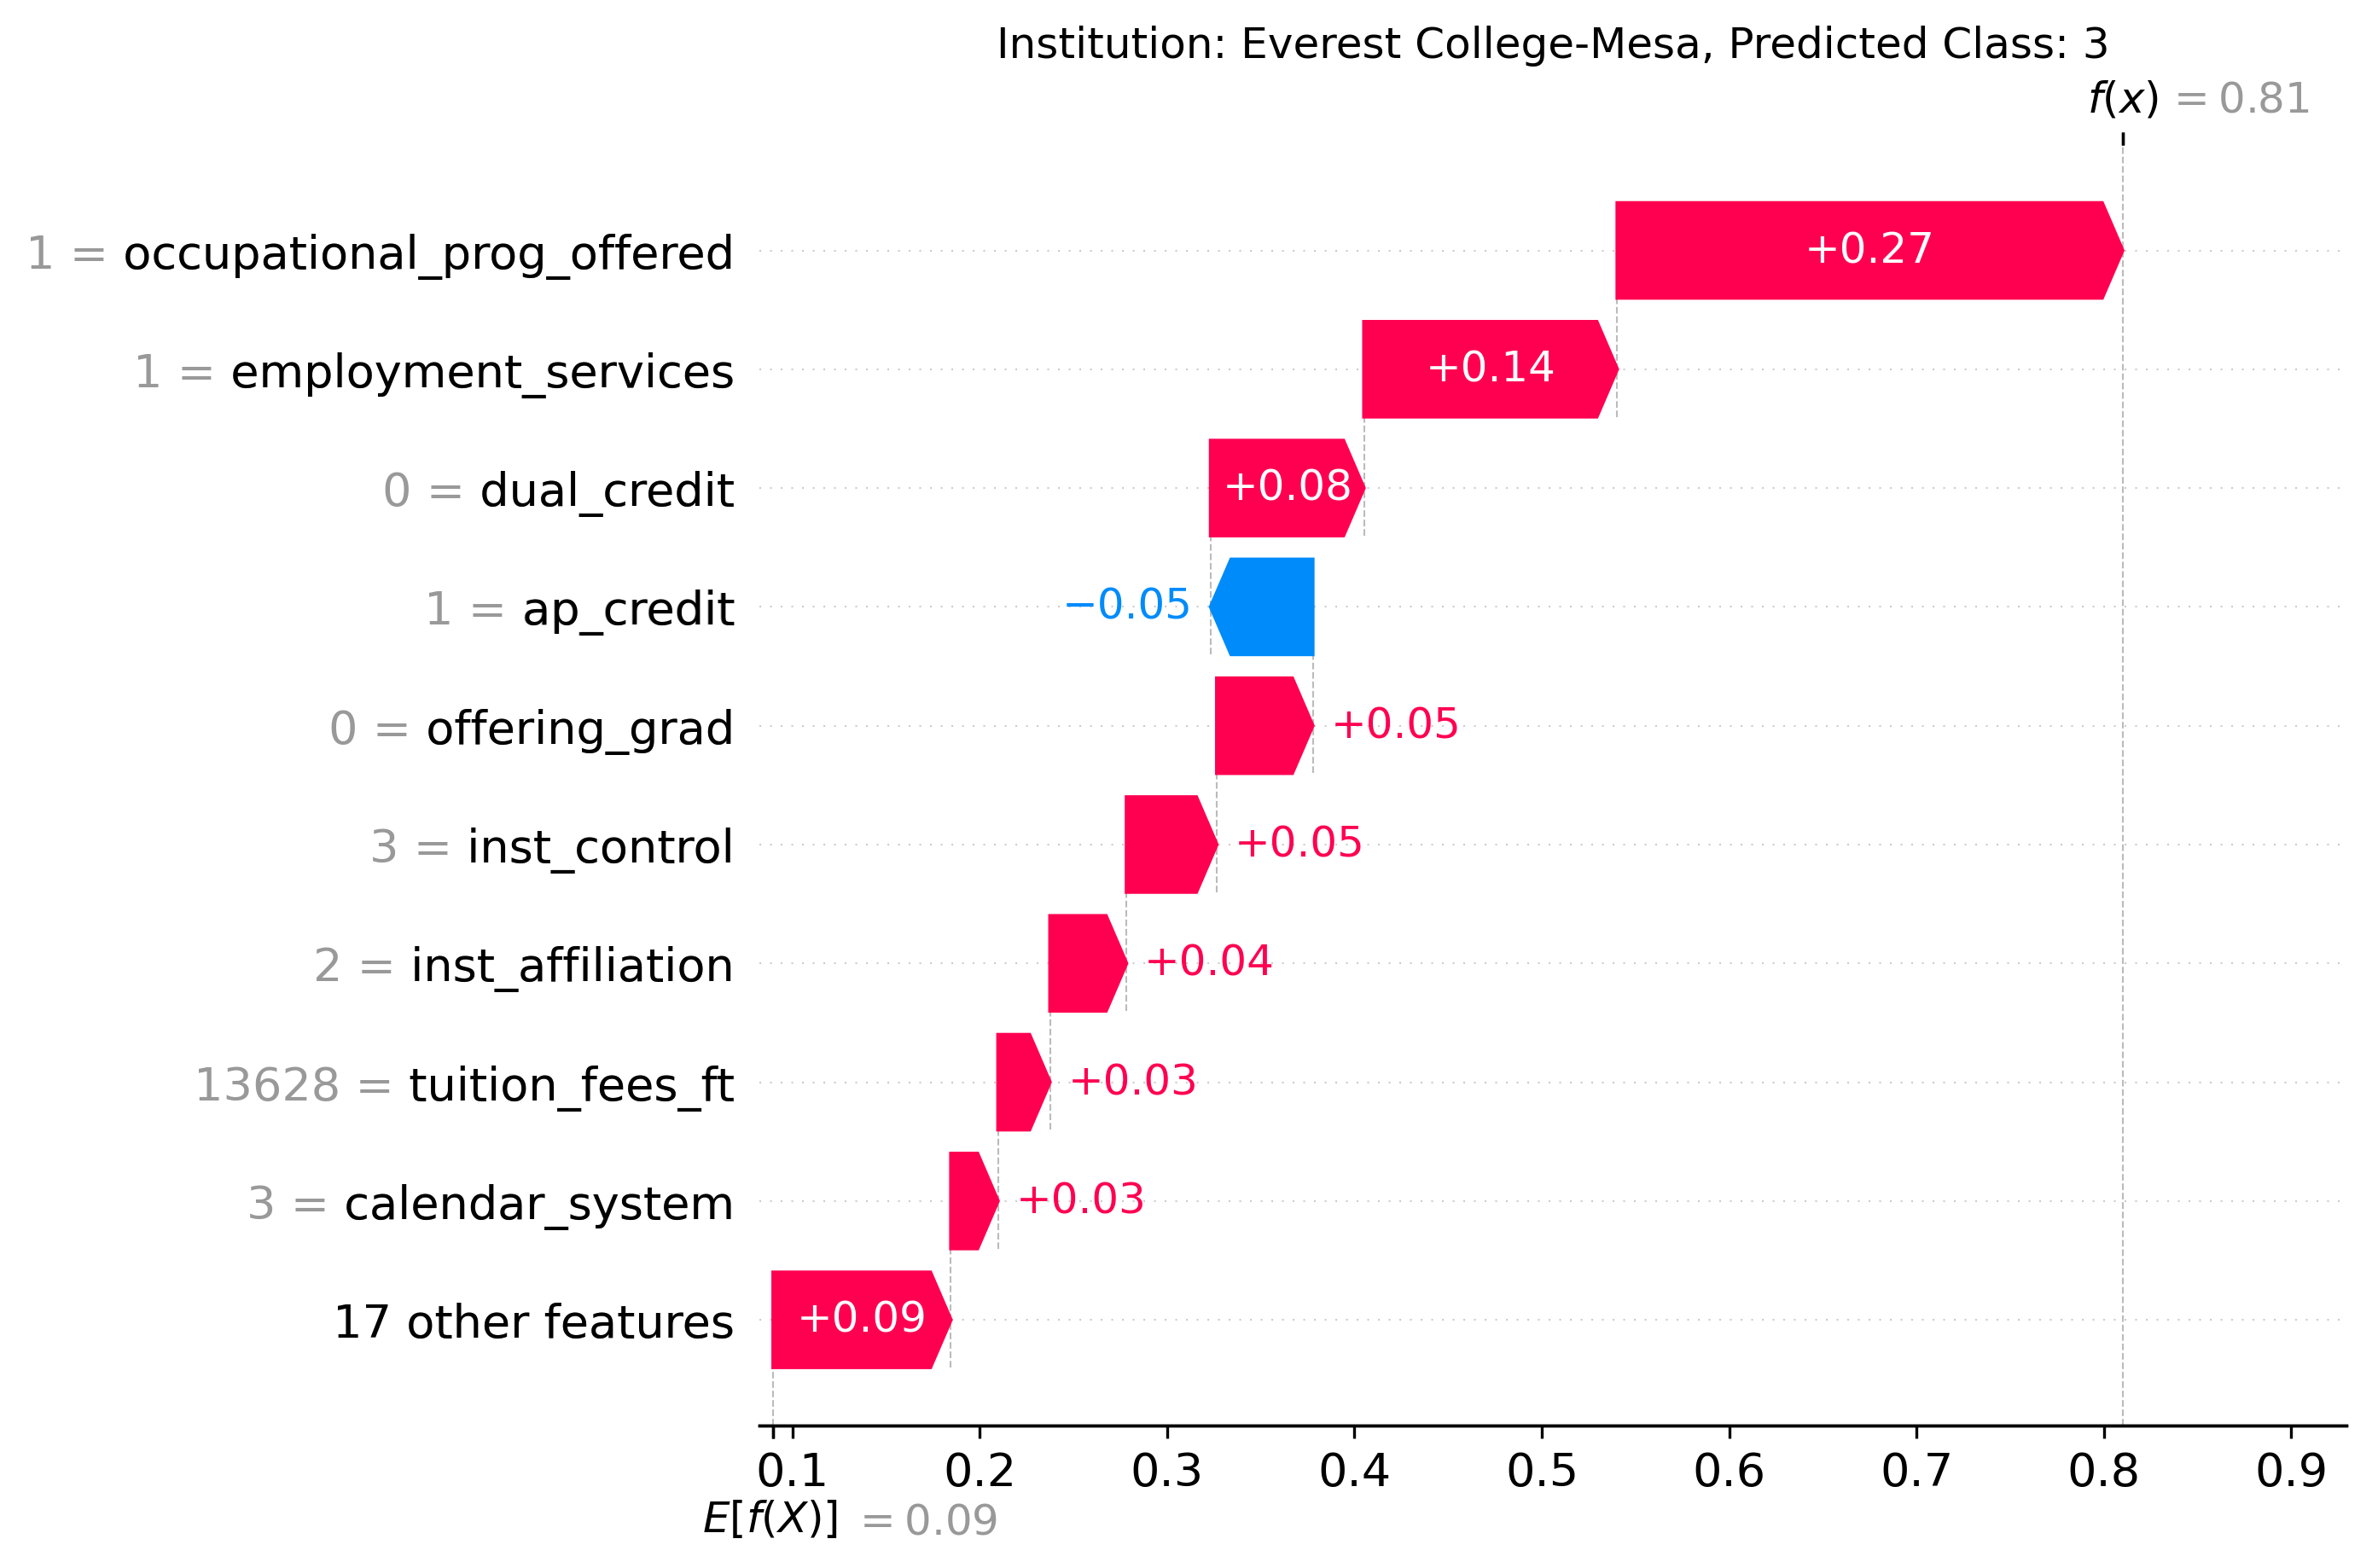 Institution: Everest College-Mesa, Predicted Class: 3
f(x) = 0.81
1 = occupational_prog_offered +0.27
1 = employment_services +0.14
0 = dual_credit +0.08
1 = ap_credit −0.05
0 = offering_grad +0.05
3 = inst_control +0.05
2 = inst_affiliation +0.04
13628 = tuition_fees_ft +0.03
3 = calendar_system +0.03
17 other features +0.09
0.1 0.2 0.3 0.4 0.5 0.6 0.7 0.8 0.9
E[f(X)] = 0.09